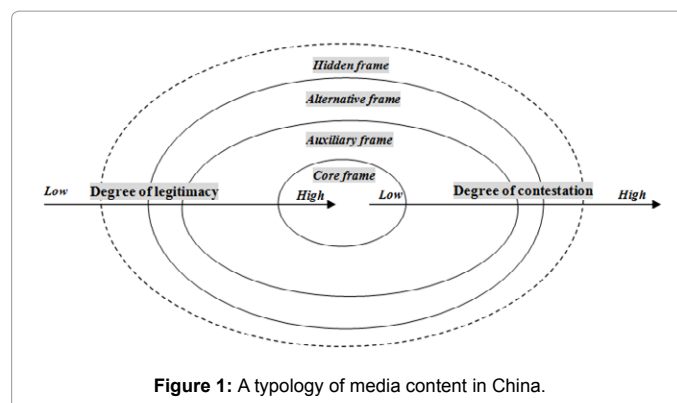 Hidden frame
Alternative frame
Auxiliary frame
Core frame
Low Degree of legitimacy High Low Degree of contestation High
Figure 1: A typology of media content in China.